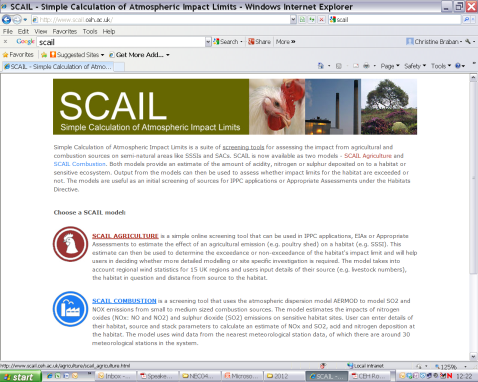 SCAIL - Simple Calculation of Atmospheric Impact Limits - Windows Internet Explorer
http://www.scail.ceh.ac.uk/
scail
File Edit View Favorites Tools Help
Google scail Search Share More »
Christine Braban
Favorites Suggested Sites Get More Add...
SCAIL - Simple Calculation of Atmo...
Page Safety Tools
SCAIL
Simple Calculation of Atmospheric Impact Limits
Simple Calculation of Atmospheric Impact Limits is a suite of screening tools for assessing the impact from agricultural and
combustion sources on semi-natural areas like SSSIs and SACs. SCAIL is now available as two models - SCAIL Agriculture and
SCAIL Combustion. Both models provide an estimate of the amount of acidity, nitrogen or sulphur deposited on to a habitat or
sensitive ecosystem. Output from the models can then be used to assess whether impact limits for the habitat are exceeded or
not. The models are useful as an initial screening of sources for IPPC applications or Appropriate Assessments under the Habitats
Directive.
Choose a SCAIL model:
SCAIL AGRICULTURE is a simple online screening tool that can be used in IPPC applications, EIAs or Appropriate
Assessments to estimate the effect of an agricultural emission (e.g. poultry shed) on a habitat (e.g. SSSI). This
estimate can then be used to determine the exceedance or non-exceedance of the habitat's impact limit and will help
users in deciding whether more detailed modelling or site specific investigation is required. The model takes into
account regional wind statistics for 15 UK regions and users input details of their source (e.g. livestock numbers),
the habitat in question and distance from source to the habitat.
SCAIL COMBUSTION is a screening tool that uses the atmospheric dispersion model AERMOD to model SO2 and
NOX emissions from small to medium sized combustion sources. The model estimates the impacts of nitrogen
oxides (NOx: NO and NO2) and sulphur dioxide (SO2) emissions on sensitive habitat sites. User can enter details of
their habitat, source and stack parameters to calculate an estimate of NOx and SO2, acid and nitrogen deposition at
the habitat. The model uses wind data from the nearest meteorological station data, of which there are around 30
meteorological stations in the system.
http://www.scail.ceh.ac.uk/agriculture/scail_agriculture.html
Local intranet
125%
start
Inbox -
Speake
NECO4
Microso...
2012
SCAIL -
CEH Ro
12:22